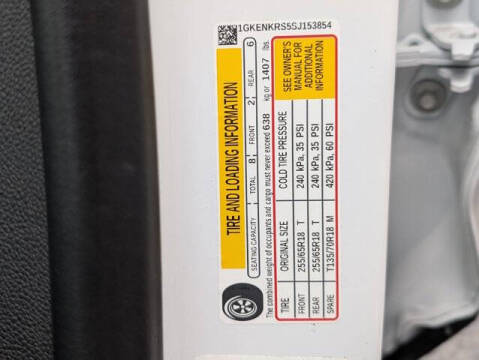 1GKENKRS5SJ153854
TIRE AND LOADING INFORMATION
SEATING CAPACITY TOTAL 8 FRONT 2 REAR 6
The combined weight of occupants and cargo must never exceed 638 kg or 1407 lbs.
TIRE ORIGINAL SIZE COLD TIRE PRESSURE
FRONT 255/65R18 T 240 kPa, 35 PSI
REAR 255/65R18 T 240 kPa, 35 PSI
SPARE T135/70R18 M 420 kPa, 60 PSI
SEE OWNER'S
MANUAL FOR
ADDITIONAL
INFORMATION